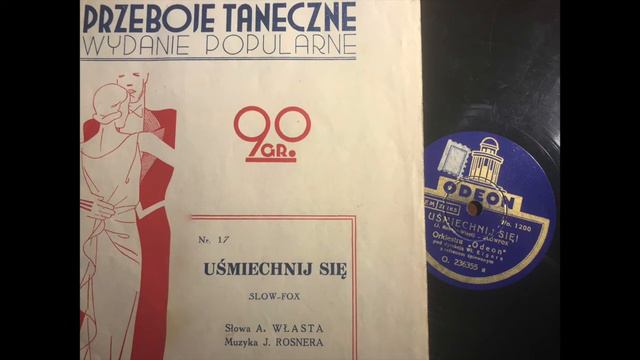 PRZEBOJE TANECZNE
WYDANIE POPULARNE
90
GR.
Nr. 17
UŚMIECHNIJ SIĘ
SLOW-FOX
Słowa A. WŁASTA
Muzyka J. ROSNERA
ODEON
No. 1200
UŚMIECHNIJ SIĘ!
Orkiestra "Odeon"
O. 236355 a